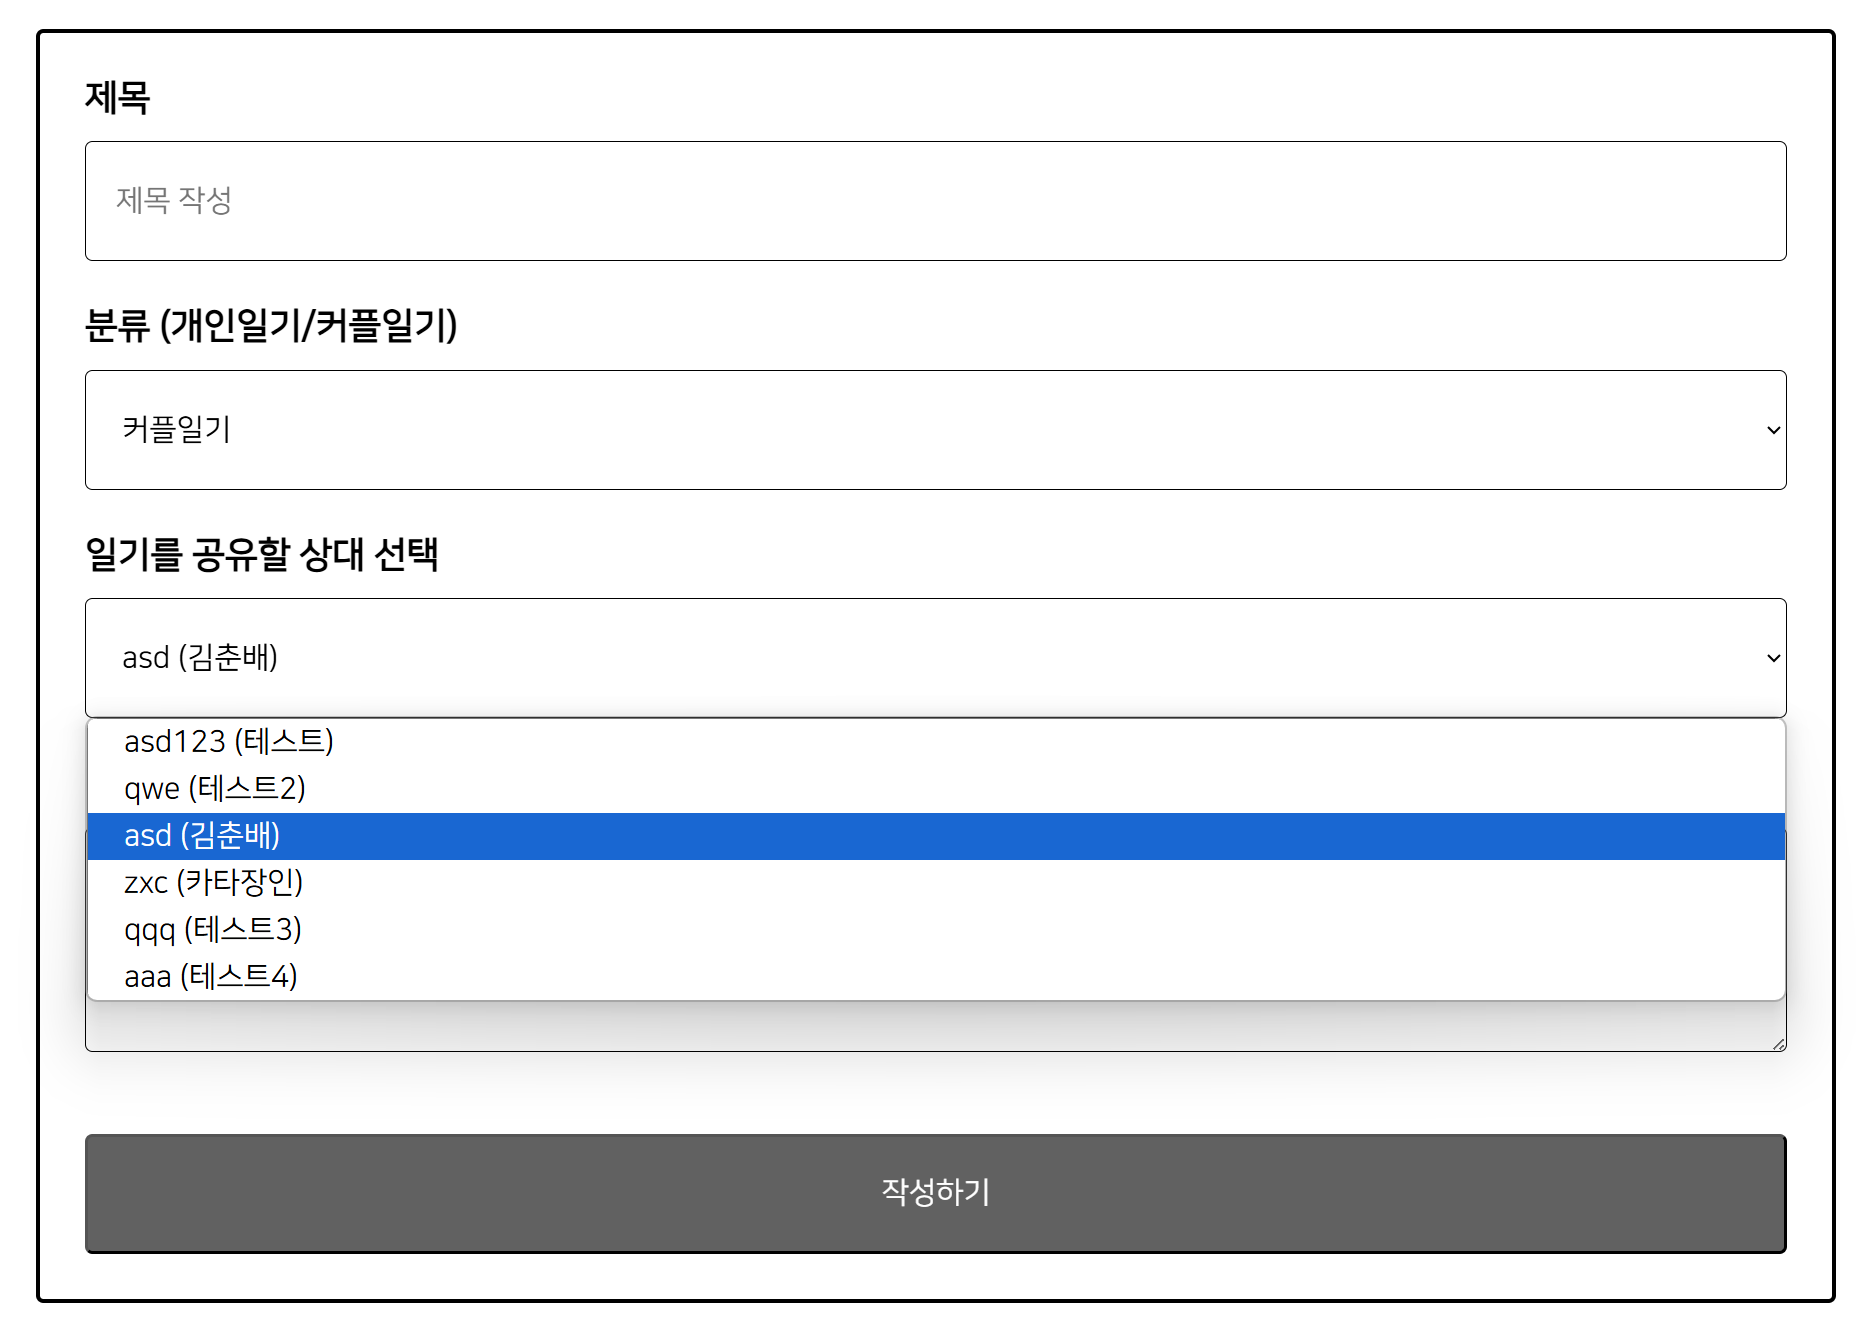 제목
제목 작성
분류 (개인일기/커플일기)
커플일기
일기를 공유할 상대 선택
asd (김춘배)
asd123 (테스트)
qwe (테스트2)
asd (김춘배)
zxc (카타장인)
qqq (테스트3)
aaa (테스트4)
작성하기